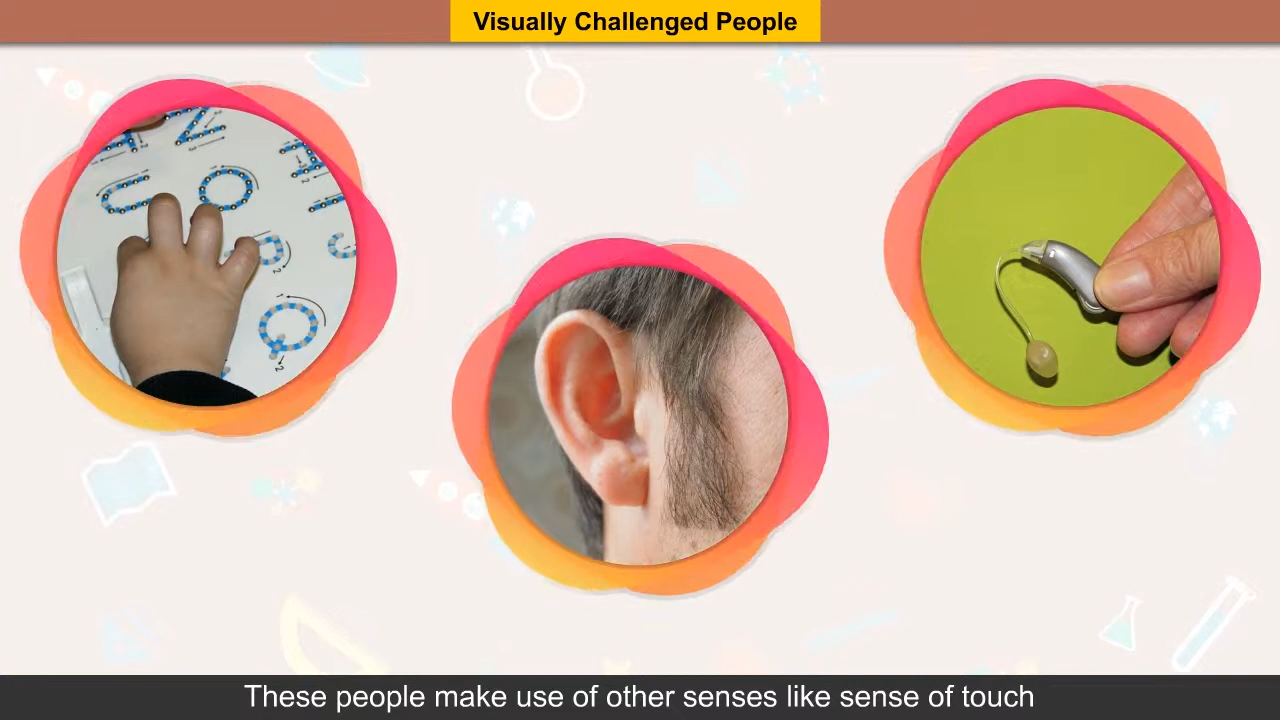 Visually Challenged People
N
U
O
H
P
J
Q
These people make use of other senses like sense of touch